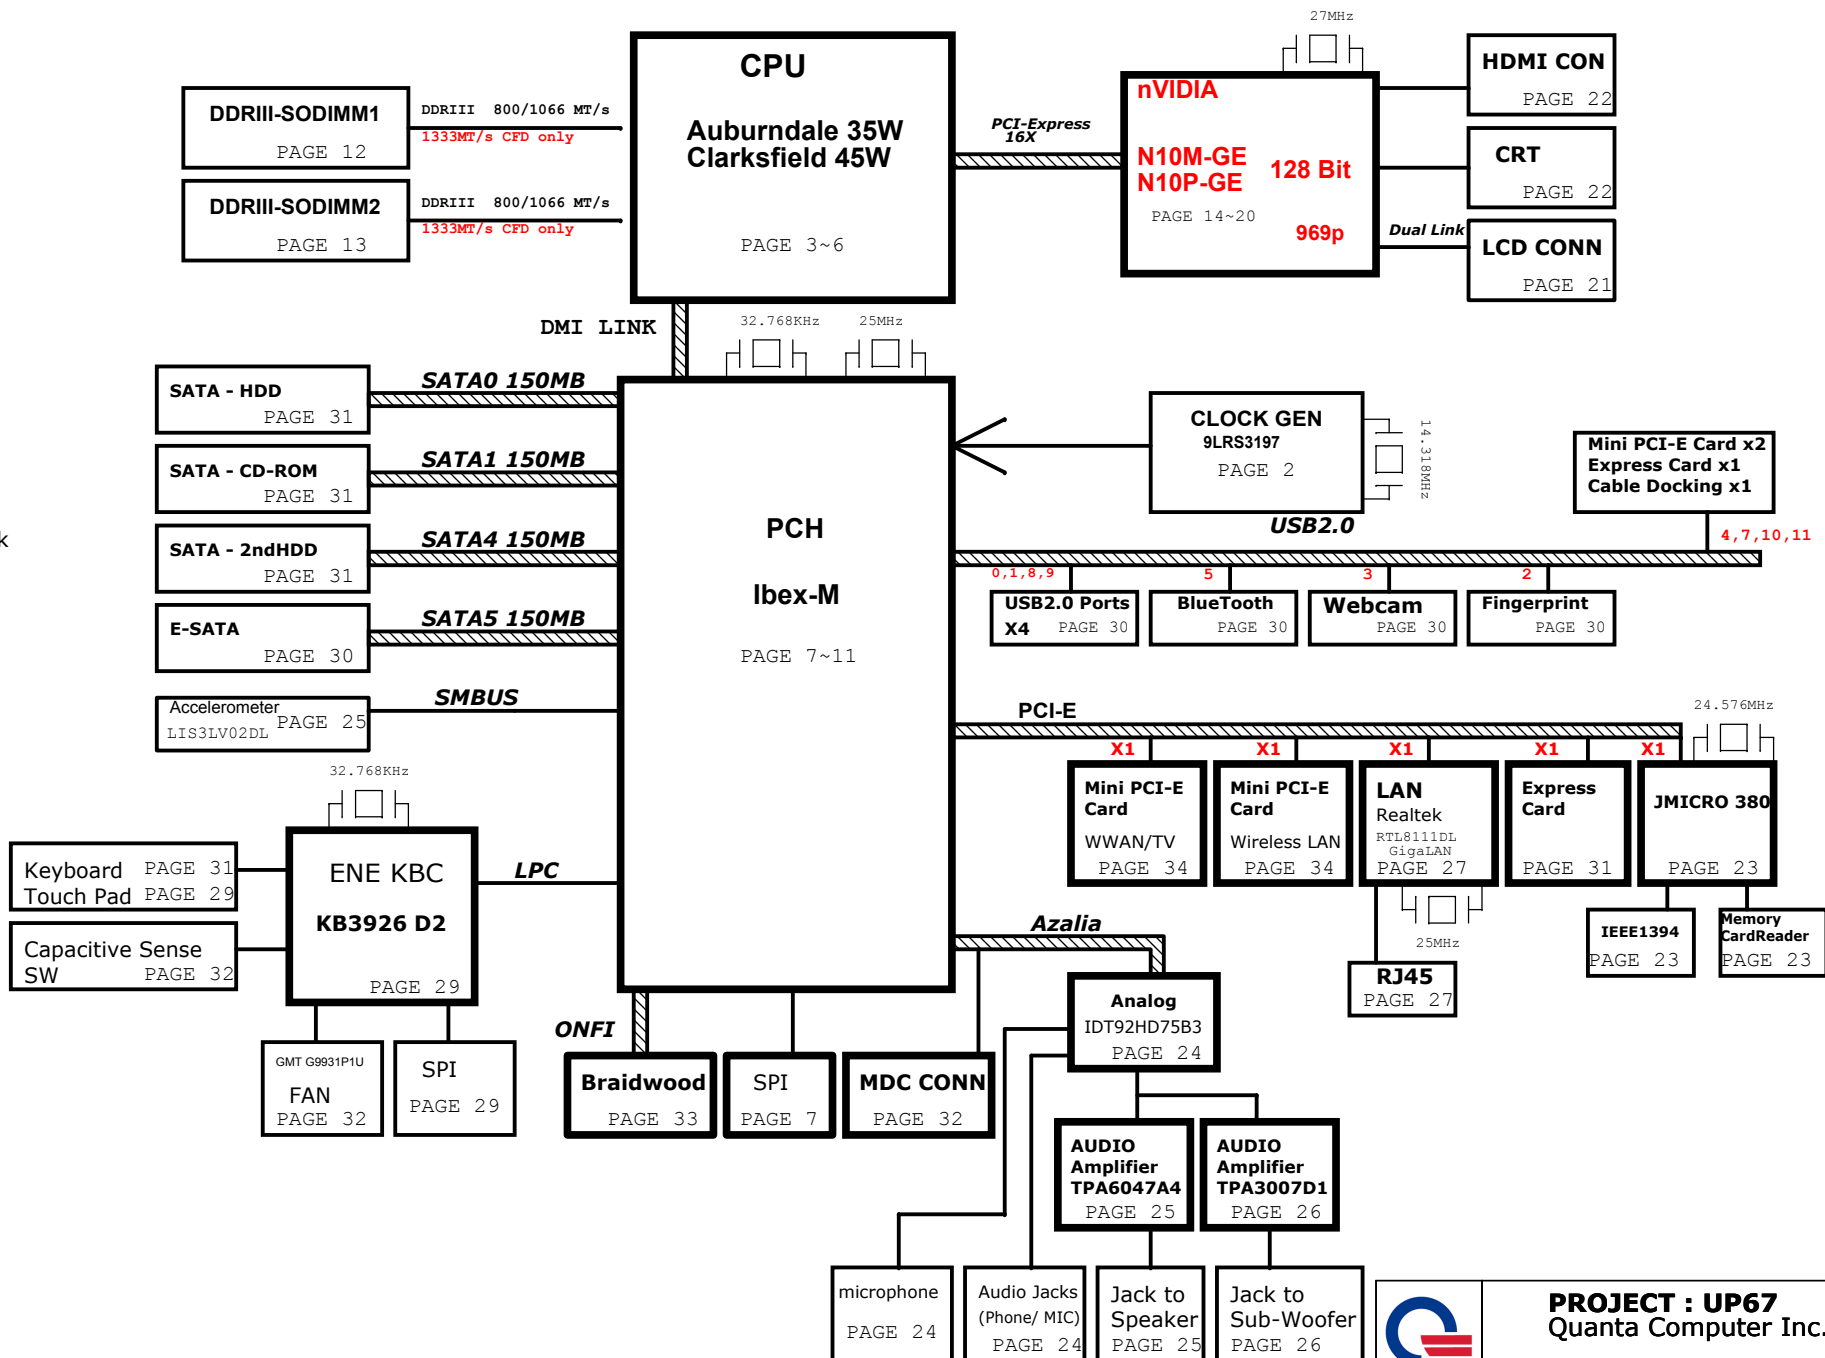 27MHz
CPU
Auburndale 35W
Clarksfield 45W
PAGE 3~6
DDRIII-SODIMM1
PAGE 12
DDRIII 800/1066 MT/s
1333MT/s CFD only
DDRIII-SODIMM2
PAGE 13
DDRIII 800/1066 MT/s
1333MT/s CFD only
PCI-Express
16X
nVIDIA
N10M-GE
N10P-GE
128 Bit
PAGE 14~20
969p
HDMI CON
PAGE 22
CRT
PAGE 22
Dual Link
LCD CONN
PAGE 21
DMI LINK
32.768KHz
25MHz
SATA - HDD
PAGE 31
SATA0 150MB
SATA - CD-ROM
PAGE 31
SATA1 150MB
k
SATA - 2ndHDD
PAGE 31
SATA4 150MB
E-SATA
PAGE 30
SATA5 150MB
Accelerometer
LIS3LV02DL
PAGE 25
SMBUS
PCH
Ibex-M
PAGE 7~11
CLOCK GEN
9LRS3197
PAGE 2
14.318MHz
Mini PCI-E Card x2
Express Card x1
Cable Docking x1
USB2.0
4,7,10,11
0,1,8,9
5
3
2
USB2.0 Ports
X4 PAGE 30
BlueTooth
PAGE 30
Webcam
PAGE 30
Fingerprint
PAGE 30
PCI-E
24.576MHz
X1
X1
X1
X1
X1
Mini PCI-E
Card
WWAN/TV
PAGE 34
Mini PCI-E
Card
Wireless LAN
PAGE 34
LAN
Realtek
RTL8111DL
GigaLAN
PAGE 27
Express
Card
PAGE 31
JMICRO 380
PAGE 23
25MHz
RJ45
PAGE 27
IEEE1394
PAGE 23
Memory
CardReader
PAGE 23
32.768KHz
ENE KBC
KB3926 D2
PAGE 29
LPC
Keyboard PAGE 31
Touch Pad PAGE 29
Capacitive Sense
SW PAGE 32
GMT G9931P1U
FAN
PAGE 32
SPI
PAGE 29
ONFI
Braidwood
PAGE 33
SPI
PAGE 7
MDC CONN
PAGE 32
Azalia
Analog
IDT92HD75B3
PAGE 24
AUDIO
Amplifier
TPA6047A4
PAGE 25
AUDIO
Amplifier
TPA3007D1
PAGE 26
microphone
PAGE 24
Audio Jacks
(Phone/ MIC)
PAGE 24
Jack to
Speaker
PAGE 25
Jack to
Sub-Woofer
PAGE 26
PROJECT : UP67
Quanta Computer Inc.